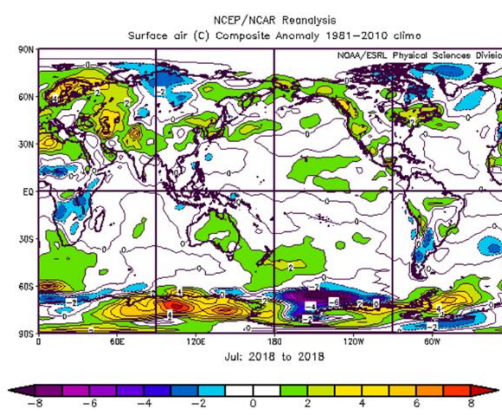 NCEP/NCAR Reanalysis
Surface air (C) Composite Anomaly 1981-2010 climo
NOAA/ESRL Physical Sciences Divisio
90N
60N
30N
EQ
30S
60S
90S
0 60E 120E 180 120W 60W
Jul: 2018 to 2018
-8 -6 -4 -2 0 2 4 6 8